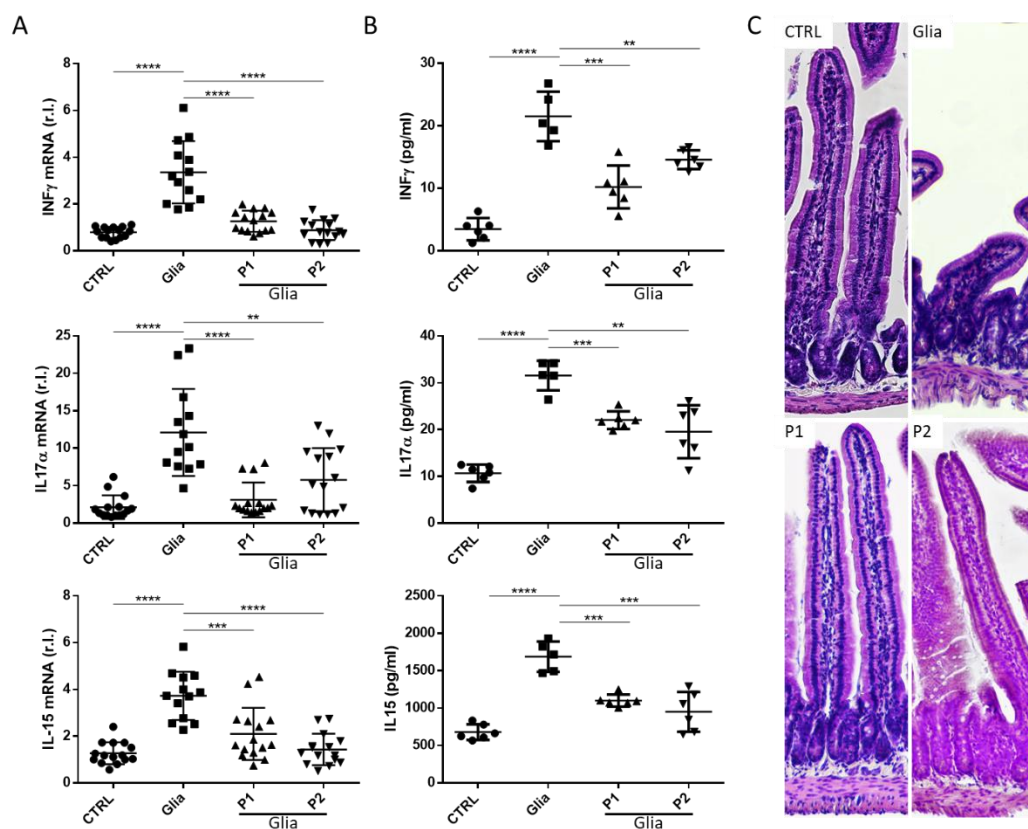 A
INFγ mRNA (r.l.)
8
6
4
2
0
****
****
****
CTRL
Glia
P1
P2
Glia
IL17α mRNA (r.l.)
25
20
15
10
5
0
****
**
****
CTRL
Glia
P1
P2
Glia
IL-15 mRNA (r.l.)
8
6
4
2
0
****
****
***
CTRL
Glia
P1
P2
Glia
B
INFγ (pg/ml)
30
20
10
0
****
**
***
CTRL
Glia
P1
P2
Glia
IL17α (pg/ml)
40
30
20
10
0
****
**
***
CTRL
Glia
P1
P2
Glia
IL15 (pg/ml)
2500
2000
1500
1000
500
0
****
***
***
CTRL
Glia
P1
P2
Glia
C
CTRL
Glia
P1
P2